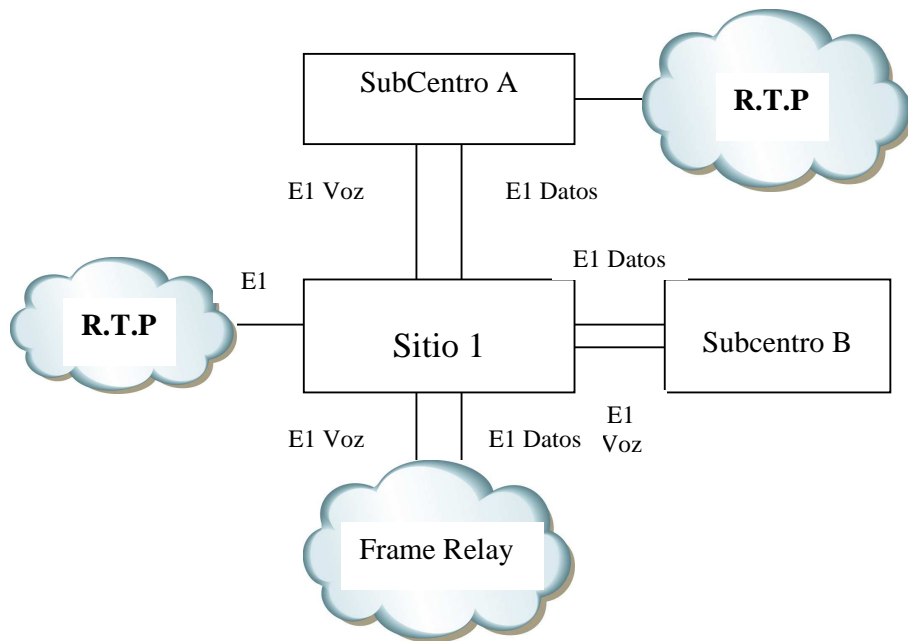 SubCentro A
R.T.P
E1 Voz
E1 Datos
E1 Datos
E1
R.T.P
Sitio 1
Subcentro B
E1 Voz
E1 Datos
E1
Voz
Frame Relay